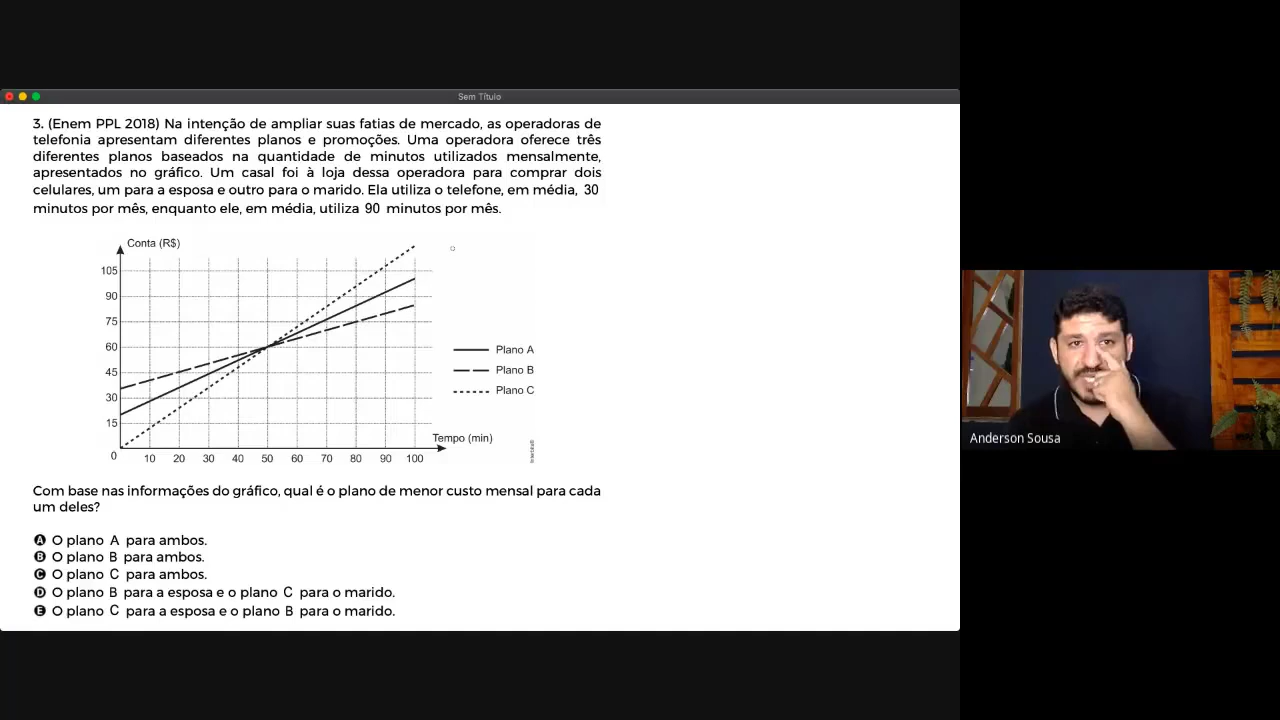 Sem Título
3. (Enem PPL 2018) Na intenção de ampliar suas fatias de mercado, as operadoras de
telefonia apresentam diferentes planos e promoções. Uma operadora oferece três
diferentes planos baseados na quantidade de minutos utilizados mensalmente,
apresentados no gráfico. Um casal foi à loja dessa operadora para comprar dois
celulares, um para a esposa e outro para o marido. Ela utiliza o telefone, em média, 30
minutos por mês, enquanto ele, em média, utiliza 90 minutos por mês.
Conta (R$)
105
90
75
60
45
30
15
0
10 20 30 40 50 60 70 80 90 100
Tempo (min)
Plano A
Plano B
Plano C
Com base nas informações do gráfico, qual é o plano de menor custo mensal para cada
um deles?
A O plano A para ambos.
B O plano B para ambos.
C O plano C para ambos.
D O plano B para a esposa e o plano C para o marido.
E O plano C para a esposa e o plano B para o marido.
Anderson Sousa